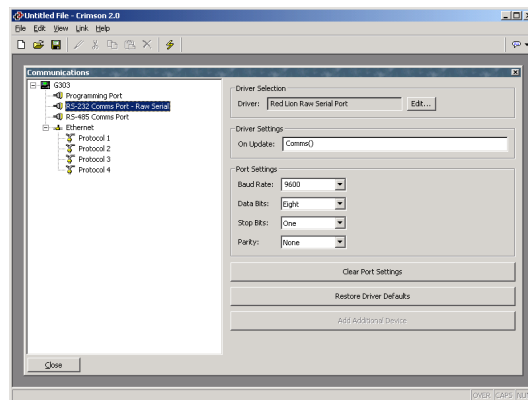 Untitled File - Crimson 2.0
File Edit View Link Help
Communications
G303
Programming Port
RS-232 Comms Port - Raw Serial
RS-485 Comms Port
Ethernet
Protocol 1
Protocol 2
Protocol 3
Protocol 4
Driver Selection
Driver: Red Lion Raw Serial Port Edit...
Driver Settings
On Update: Comms()
Port Settings
Baud Rate: 9600
Data Bits: Eight
Stop Bits: One
Parity: None
Clear Port Settings
Restore Driver Defaults
Add Additional Device
Close
OVER CAPS NUM